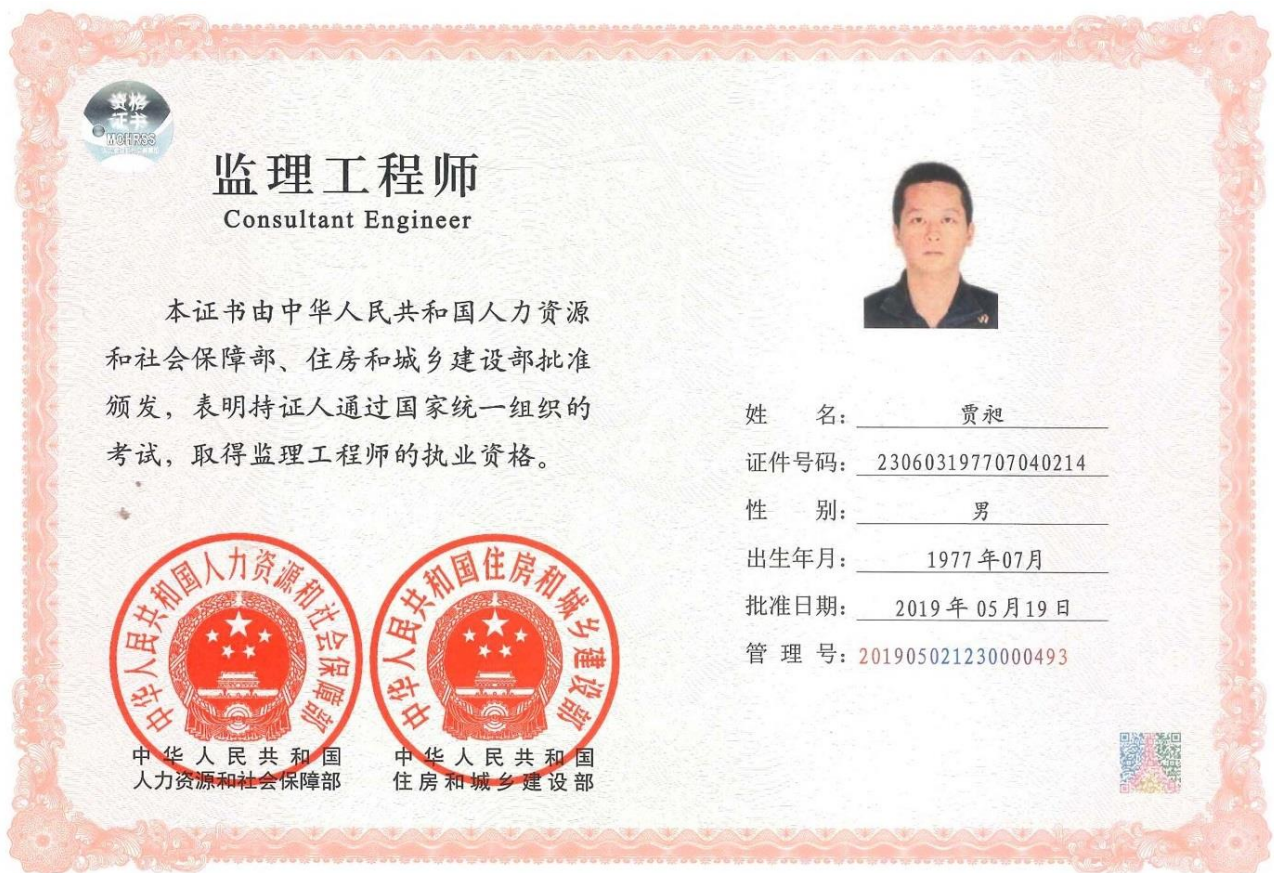 资格
证书
MOHRSS
监理工程师
Consultant Engineer
本证书由中华人民共和国人力资源
和社会保障部、住房和城乡建设部批准
颁发，表明持证人通过国家统一组织的
考试，取得监理工程师的执业资格。
中华人民共和国人力资源和社会保障部
中华人民共和国住房和城乡建设部
中华人民共和国
人力资源和社会保障部
中华人民共和国
住房和城乡建设部
姓 名：贾昶
证件号码：230603197707040214
性 别：男
出生年月：1977年07月
批准日期：2019年05月19日
管 理 号：201905021230000493